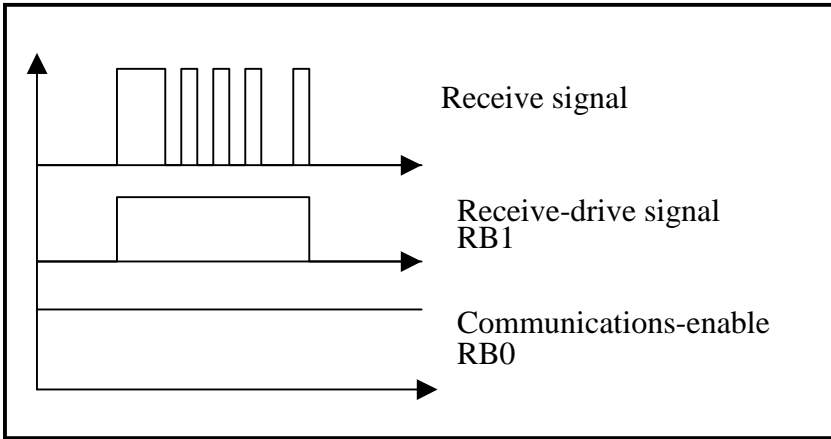 Receive signal
Receive-drive signal
RB1
Communications-enable
RB0